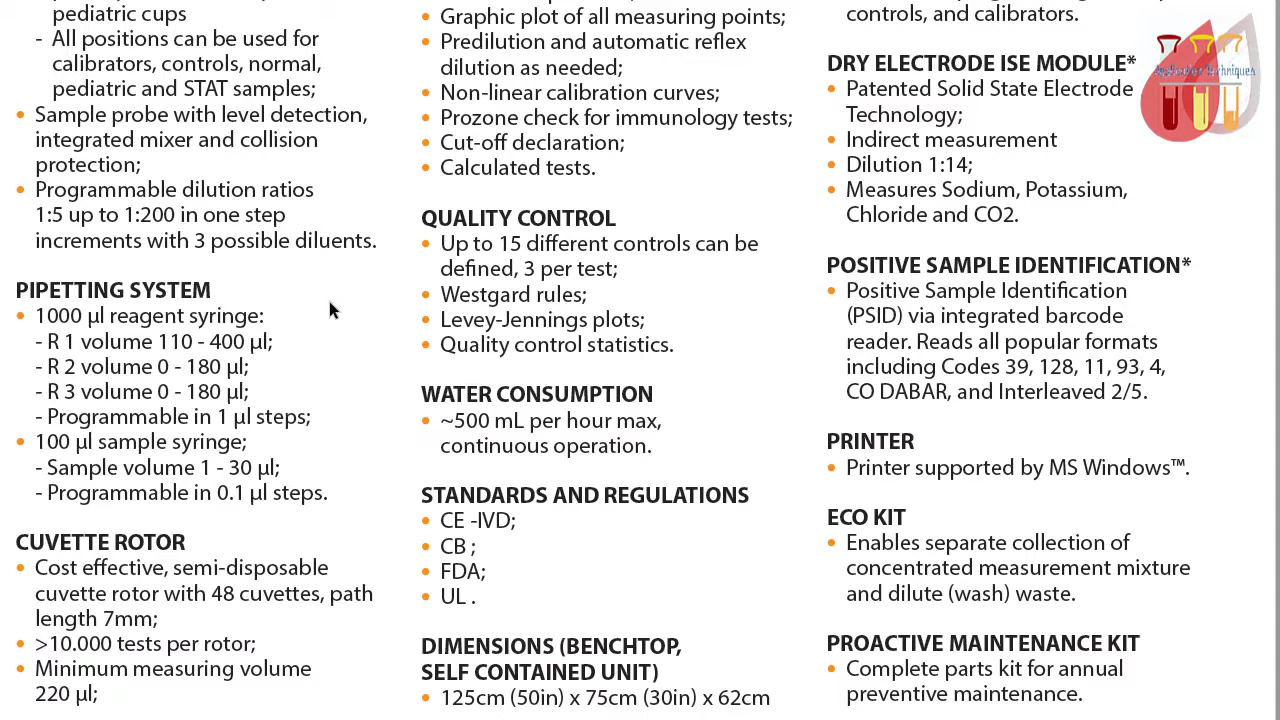 pediatric cups
- All positions can be used for
calibrators, controls, normal,
pediatric and STAT samples;
• Sample probe with level detection,
integrated mixer and collision
protection;
• Programmable dilution ratios
1:5 up to 1:200 in one step
increments with 3 possible diluents.
PIPETTING SYSTEM
• 1000 µl reagent syringe:
- R 1 volume 110 - 400 µl;
- R 2 volume 0 - 180 µl;
- R 3 volume 0 - 180 µl;
- Programmable in 1 µl steps;
• 100 µl sample syringe;
- Sample volume 1 - 30 µl;
- Programmable in 0.1 µl steps.
CUVETTE ROTOR
• Cost effective, semi-disposable
cuvette rotor with 48 cuvettes, path
length 7mm;
• >10.000 tests per rotor;
• Minimum measuring volume
220 µl;
• Graphic plot of all measuring points;
• Predilution and automatic reflex
dilution as needed;
• Non-linear calibration curves;
• Prozone check for immunology tests;
• Cut-off declaration;
• Calculated tests.
QUALITY CONTROL
• Up to 15 different controls can be
defined, 3 per test;
• Westgard rules;
• Levey-Jennings plots;
• Quality control statistics.
WATER CONSUMPTION
• ~500 mL per hour max,
continuous operation.
STANDARDS AND REGULATIONS
• CE -IVD;
• CB ;
• FDA;
• UL .
DIMENSIONS (BENCHTOP,
SELF CONTAINED UNIT)
• 125cm (50in) x 75cm (30in) x 62cm
controls, and calibrators.
DRY ELECTRODE ISE MODULE*
• Patented Solid State Electrode
Technology;
• Indirect measurement
• Dilution 1:14;
• Measures Sodium, Potassium,
Chloride and CO2.
POSITIVE SAMPLE IDENTIFICATION*
• Positive Sample Identification
(PSID) via integrated barcode
reader. Reads all popular formats
including Codes 39, 128, 11, 93, 4,
CO DABAR, and Interleaved 2/5.
PRINTER
• Printer supported by MS Windows™.
ECO KIT
• Enables separate collection of
concentrated measurement mixture
and dilute (wash) waste.
PROACTIVE MAINTENANCE KIT
• Complete parts kit for annual
preventive maintenance.
Techniques